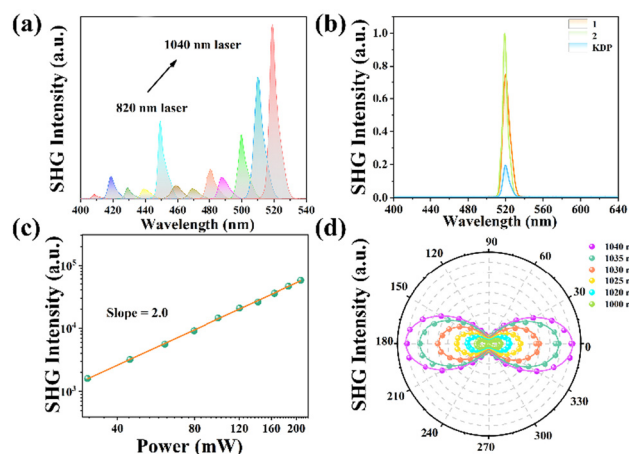 (a)
SHG Intensity (a.u.)
1040 nm laser
820 nm laser
400 420 440 460 480 500 520 540
Wavelength (nm)
(b)
SHG Intensity (a.u.)
1.0
0.8
0.6
0.4
0.2
0.0
1
2
KDP
400 440 480 520 560 600 640
Wavelength (nm)
(c)
SHG Intensity (a.u.)
10⁵
10⁴
10³
Slope = 2.0
40 80 120 160 200
Power (mW)
(d)
90
120 60
150 30
180 0
210 330
240 300
270
1040 n
1035 n
1030 n
1025 n
1020 n
1000 n